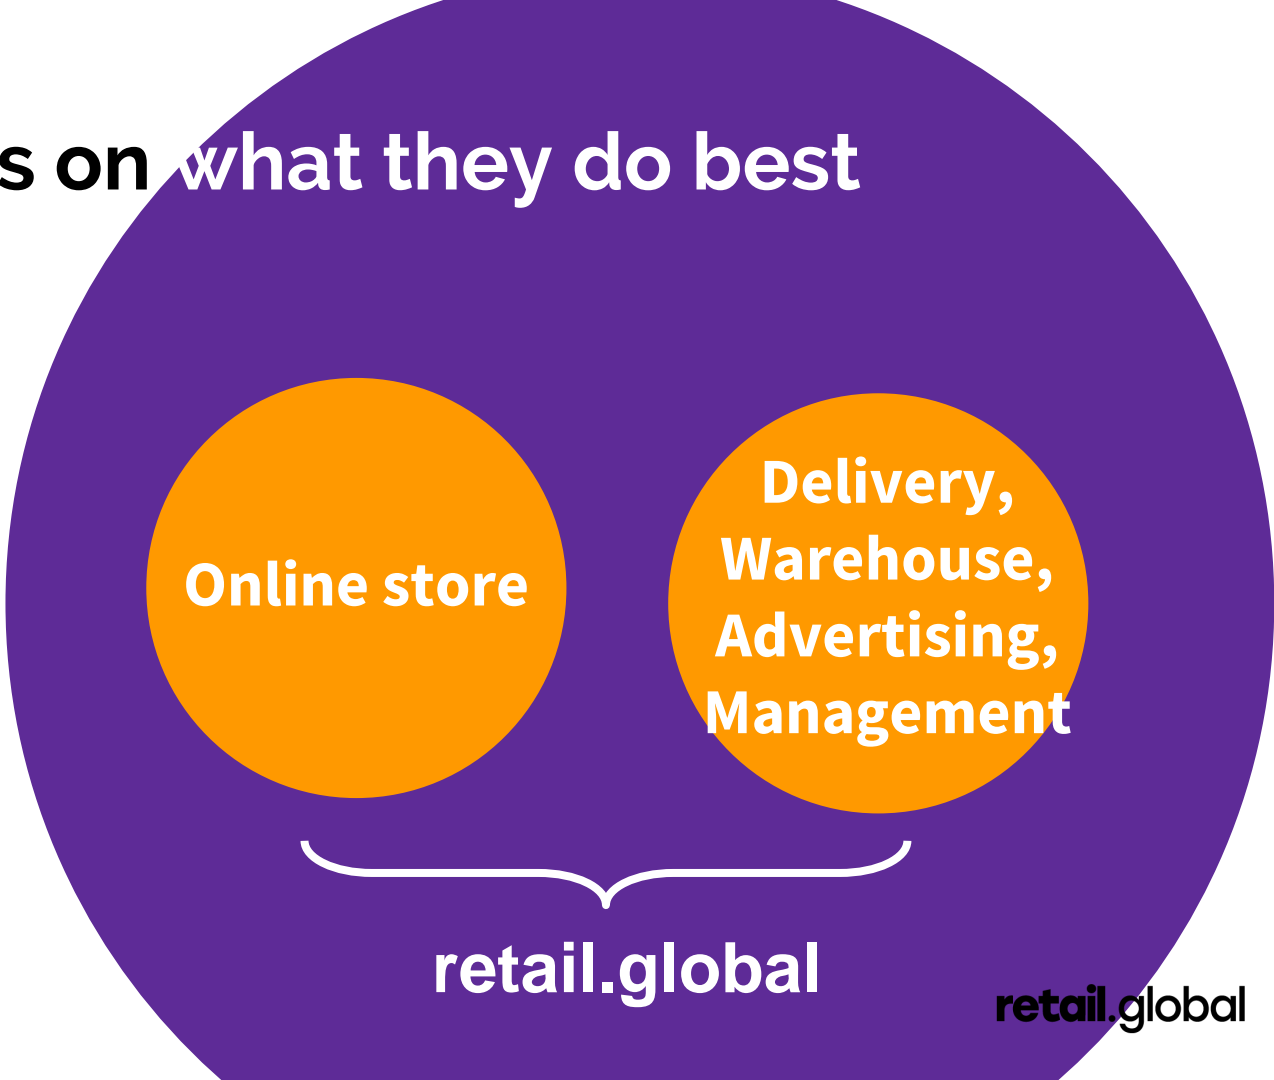 s on what they do best
Online store
Delivery,
Warehouse,
Advertising,
Management
retail.global
retail.global